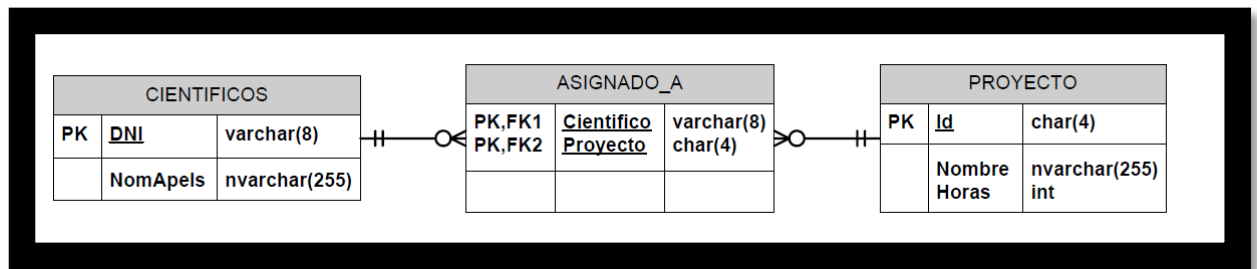 CIENTIFICOS
PK DNI varchar(8)
NomApels nvarchar(255)
ASIGNADO_A
PK,FK1 Cientifico varchar(8)
PK,FK2 Proyecto char(4)
PROYECTO
PK Id char(4)
Nombre nvarchar(255)
Horas int